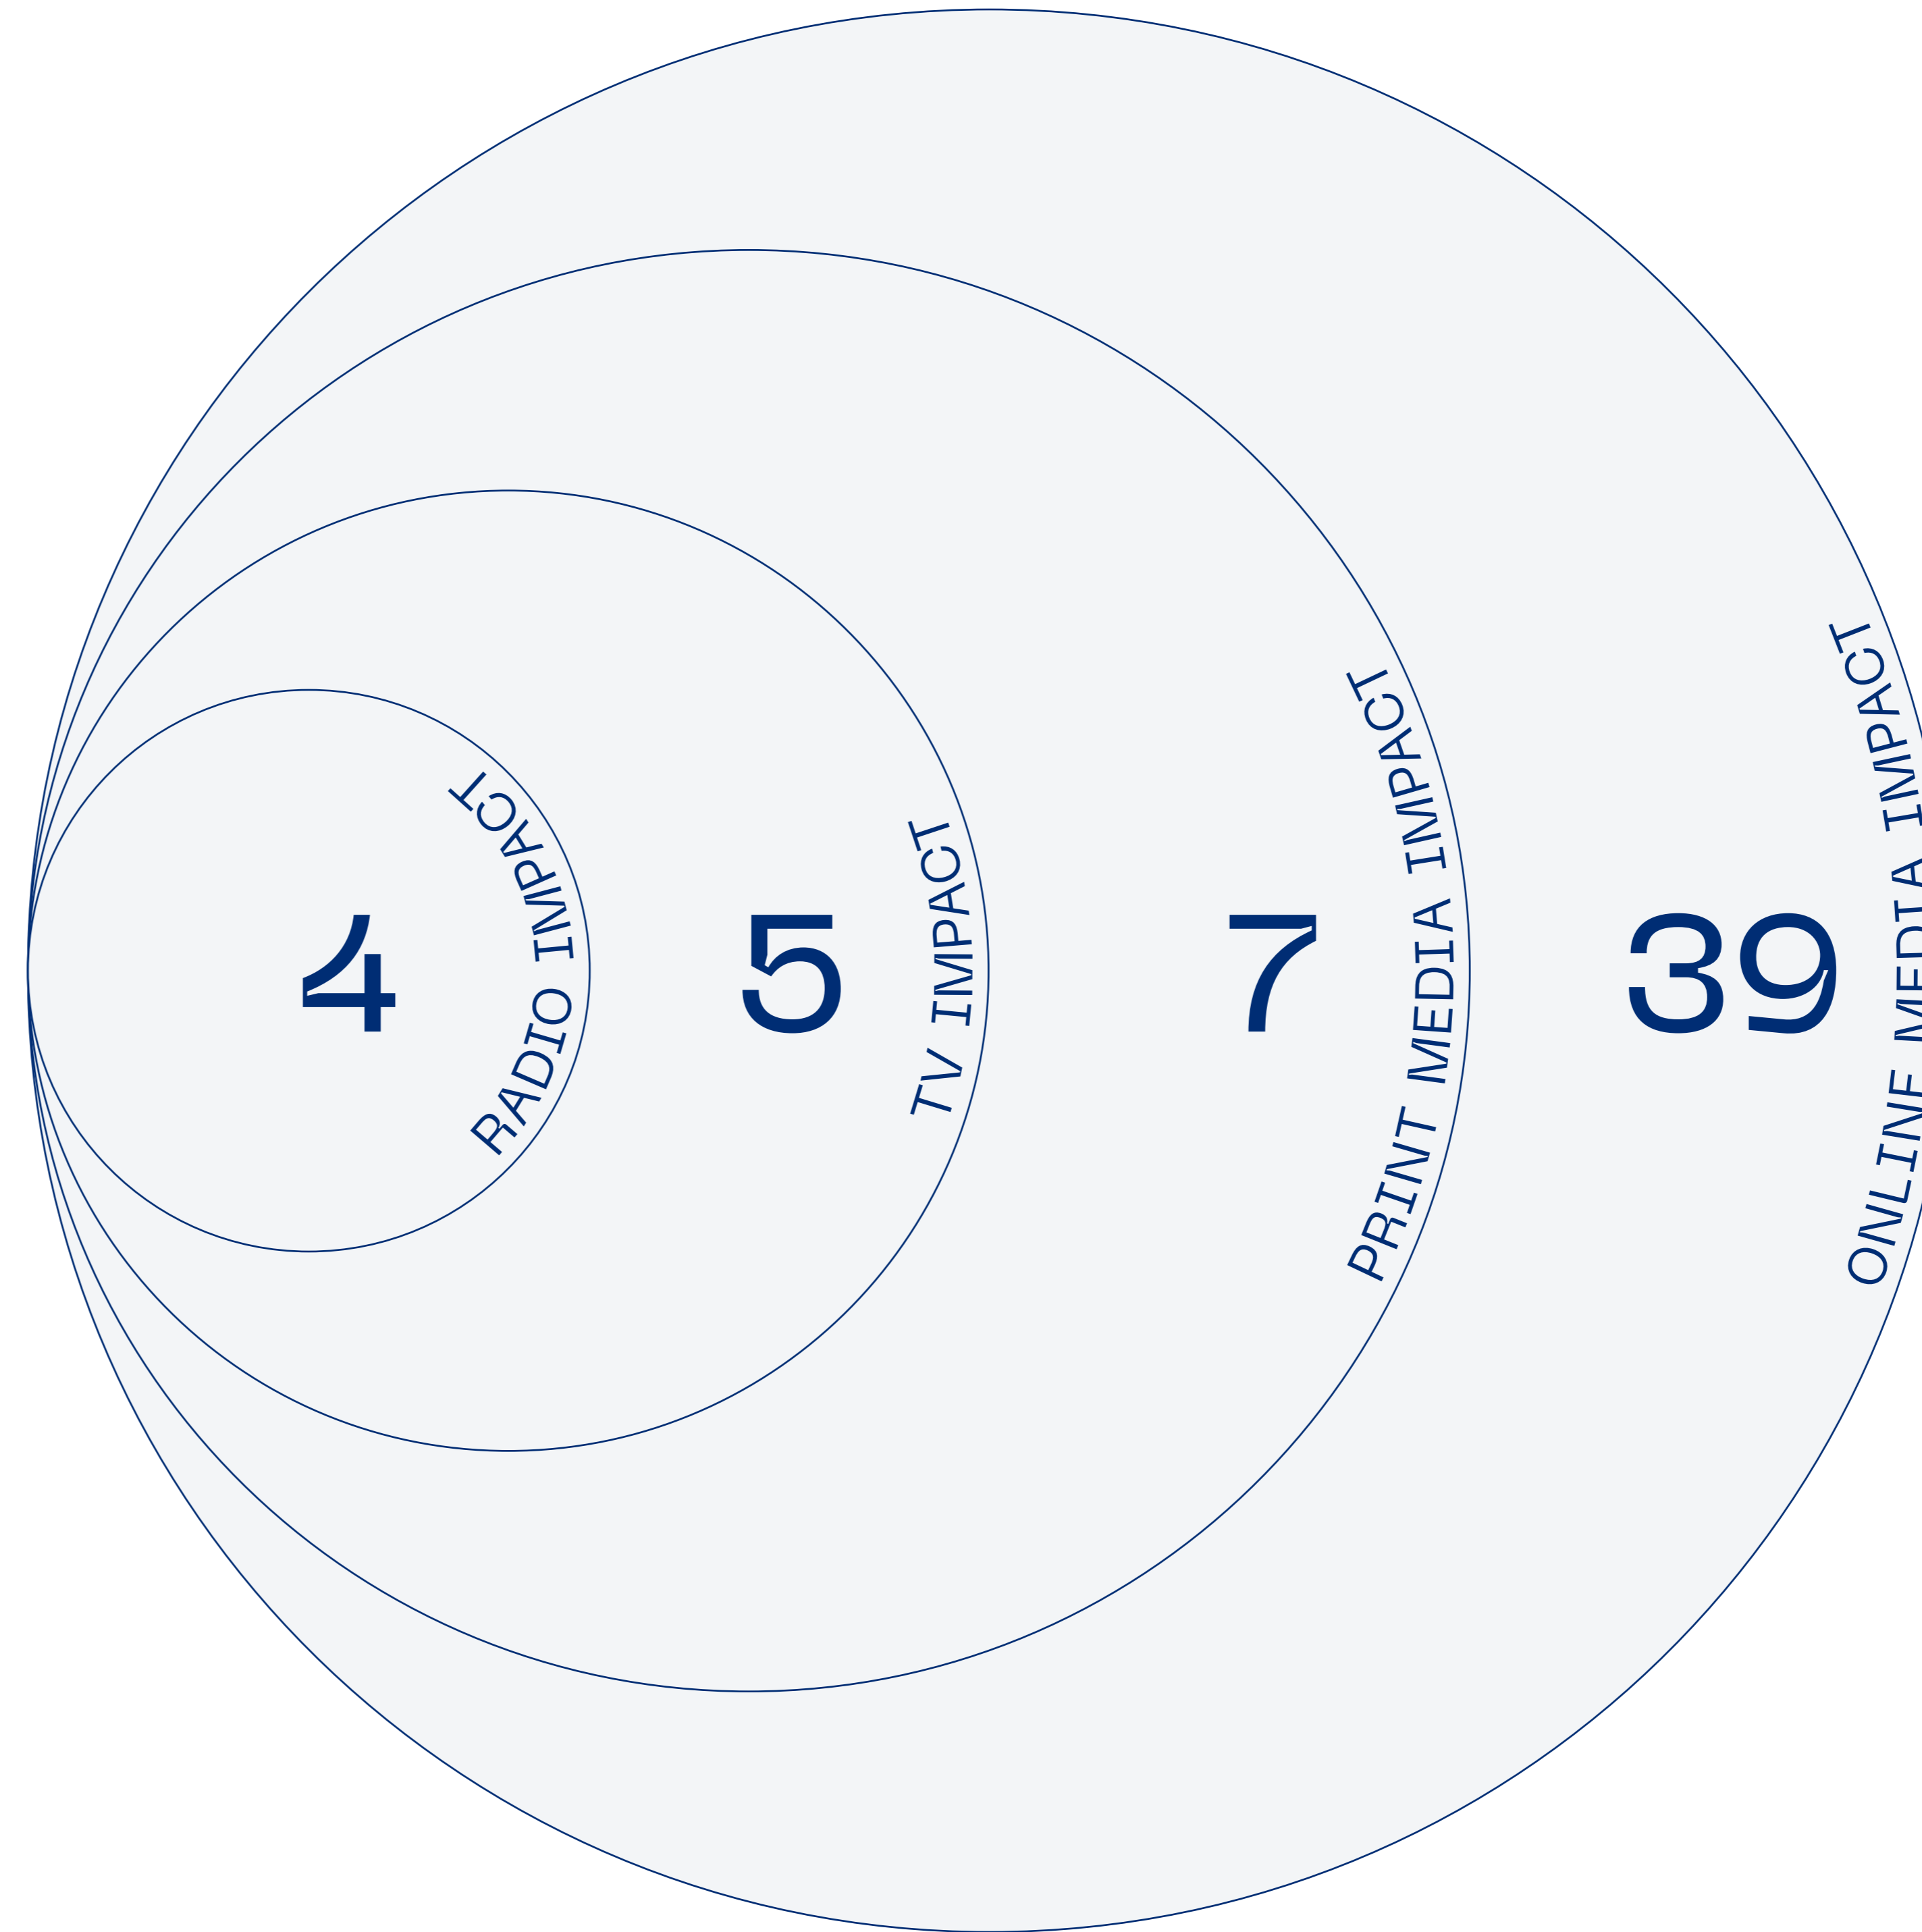 4
RADIO IMPACT
5
TV IMPACT
7
PRINT MEDIA IMPACT
39
ONLINE MEDIA IMPACT